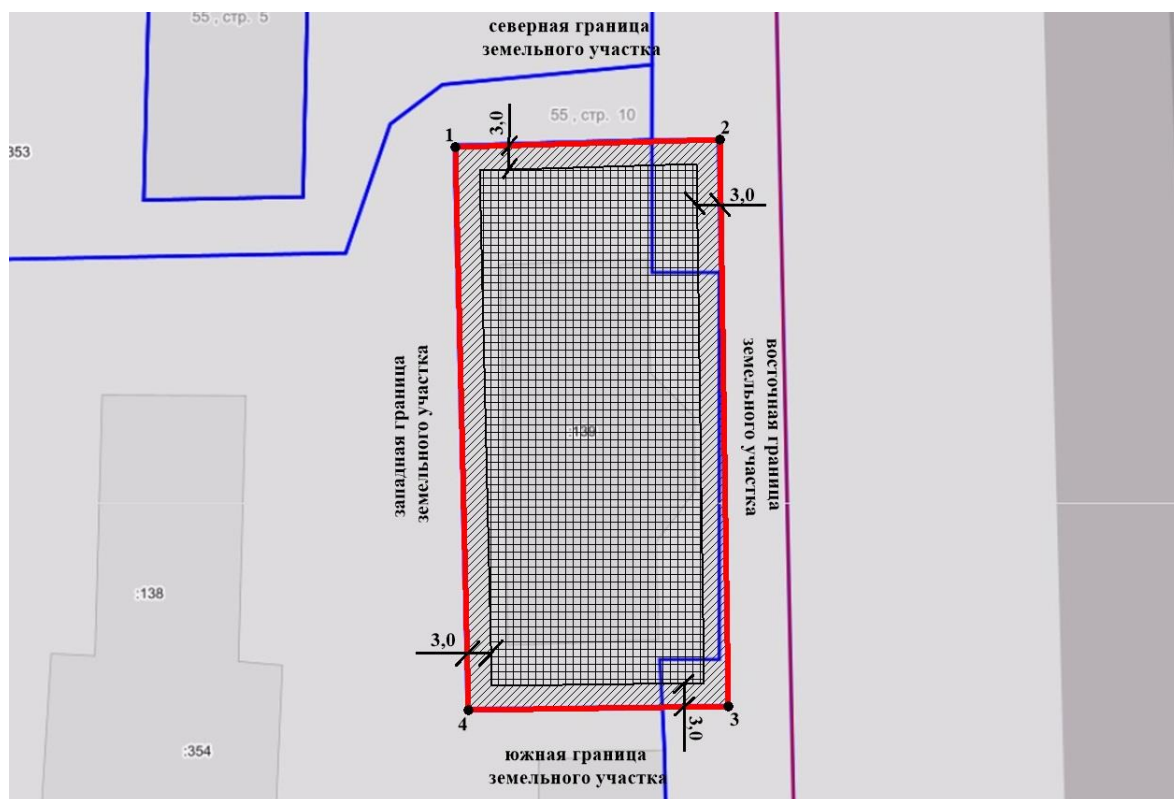 55 , стр. 5
северная граница
земельного участка
55 , стр. 10
3,0
1
2
:353
3,0
западная граница
земельного участка
восточная граница
земельного участка
:139
:138
3,0
4
3
3,0
:354
южная граница
земельного участка